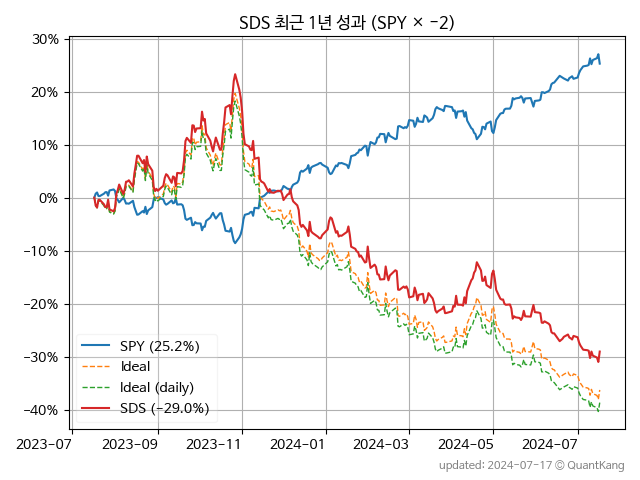 SDS 최근 1년 성과 (SPY × −2)
30%
20%
10%
0%
−10%
−20%
−30%
−40%
SPY (25.2%)
Ideal
Ideal (daily)
SDS (−29.0%)
2023-07 2023-09 2023-11 2024-01 2024-03 2024-05 2024-07
updated: 2024-07-17 © QuantKang